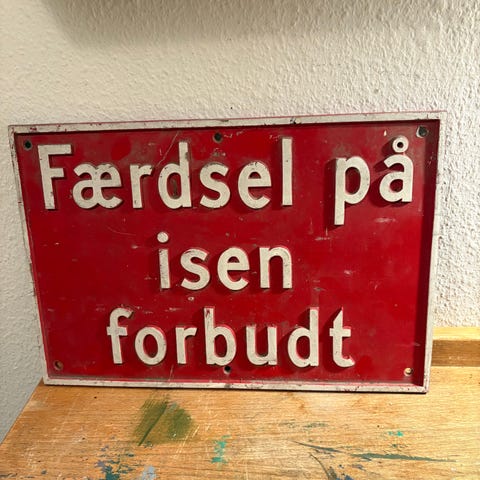 Færdsel på
isen
forbudt